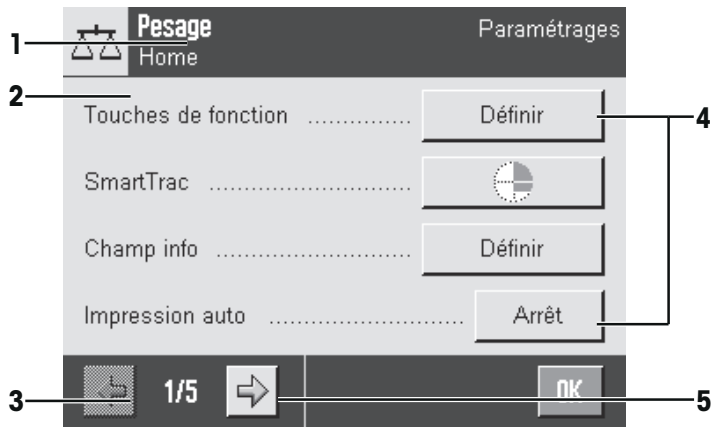 Pesage
Home
Paramétrages
1
2
Touches de fonction .............. Définir
4
SmartTrac ..........................
Champ info ......................... Définir
Impression auto ......................... Arrêt
3
1/5
OK
5